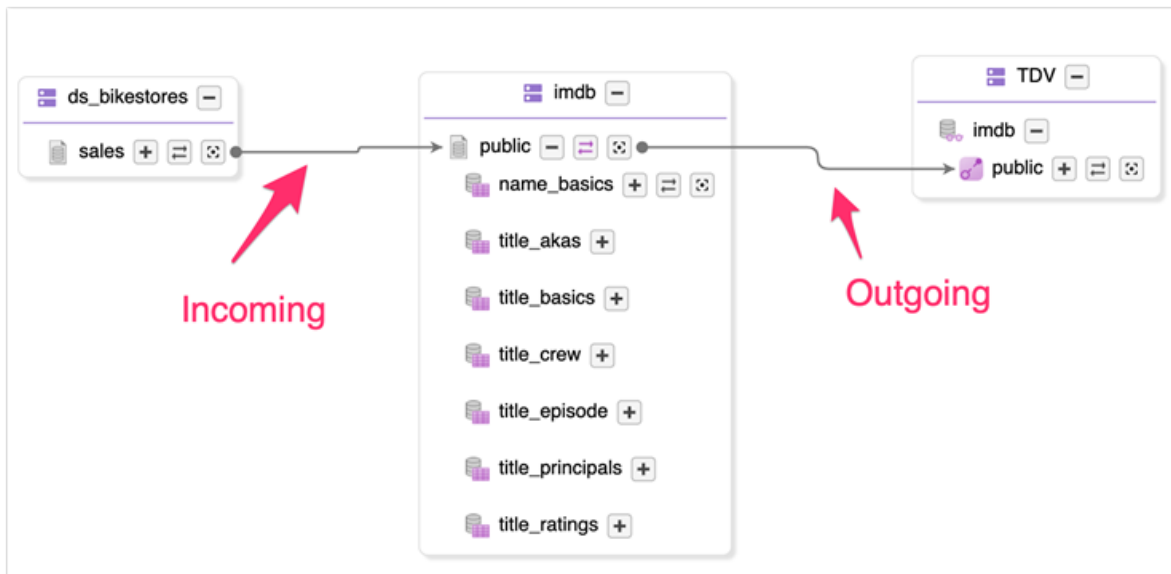 ds_bikestores
sales
imdb
public
name_basics
title_akas
title_basics
title_crew
title_episode
title_principals
title_ratings
TDV
imdb
public
Incoming
Outgoing